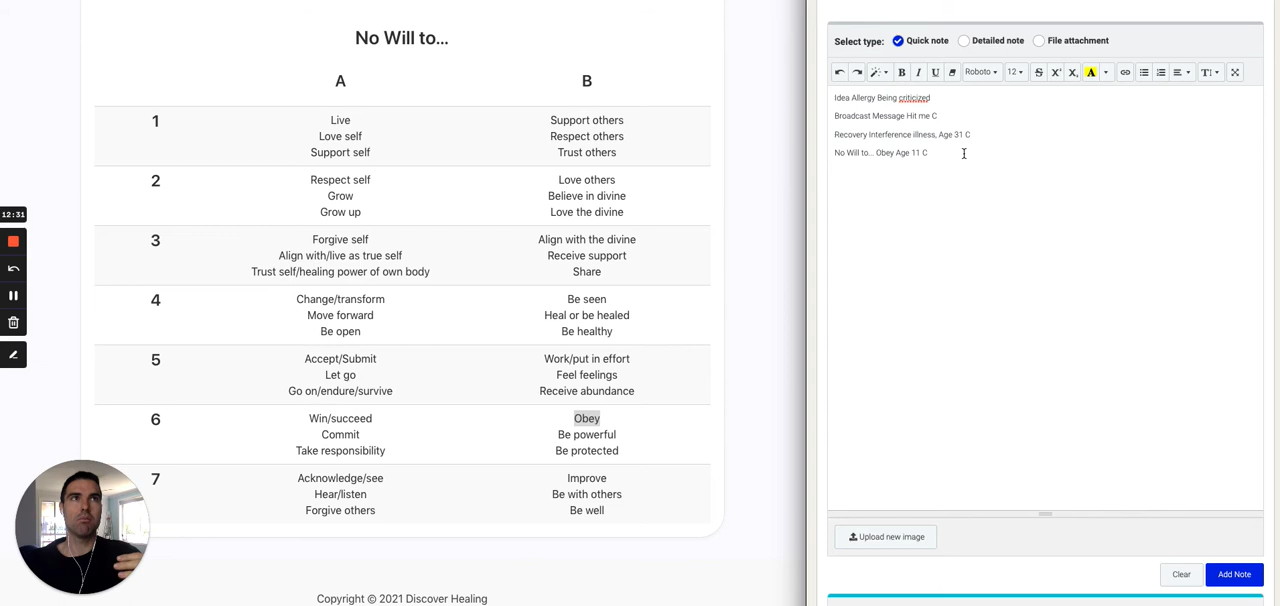 No Will to...
A B
1 Live Support others
Love self Respect others
Support self Trust others
2 Respect self Love others
Grow Believe in divine
Grow up Love the divine
3 Forgive self Align with the divine
Align with/live as true self Receive support
Trust self/healing power of own body Share
4 Change/transform Be seen
Move forward Heal or be healed
Be open Be healthy
5 Accept/Submit Work/put in effort
Let go Feel feelings
Go on/endure/survive Receive abundance
6 Win/succeed Obey
Commit Be powerful
Take responsibility Be protected
7 Acknowledge/see Improve
Hear/listen Be with others
Forgive others Be well
Copyright © 2021 Discover Healing
12:31
Select type: Quick note Detailed note File attachment
B I U Roboto 12 S X² X₂ A T!
Idea Allergy Being criticized
Broadcast Message Hit me C
Recovery Interference illness, Age 31 C
No Will to... Obey Age 11 C
Upload new image
Clear Add Note